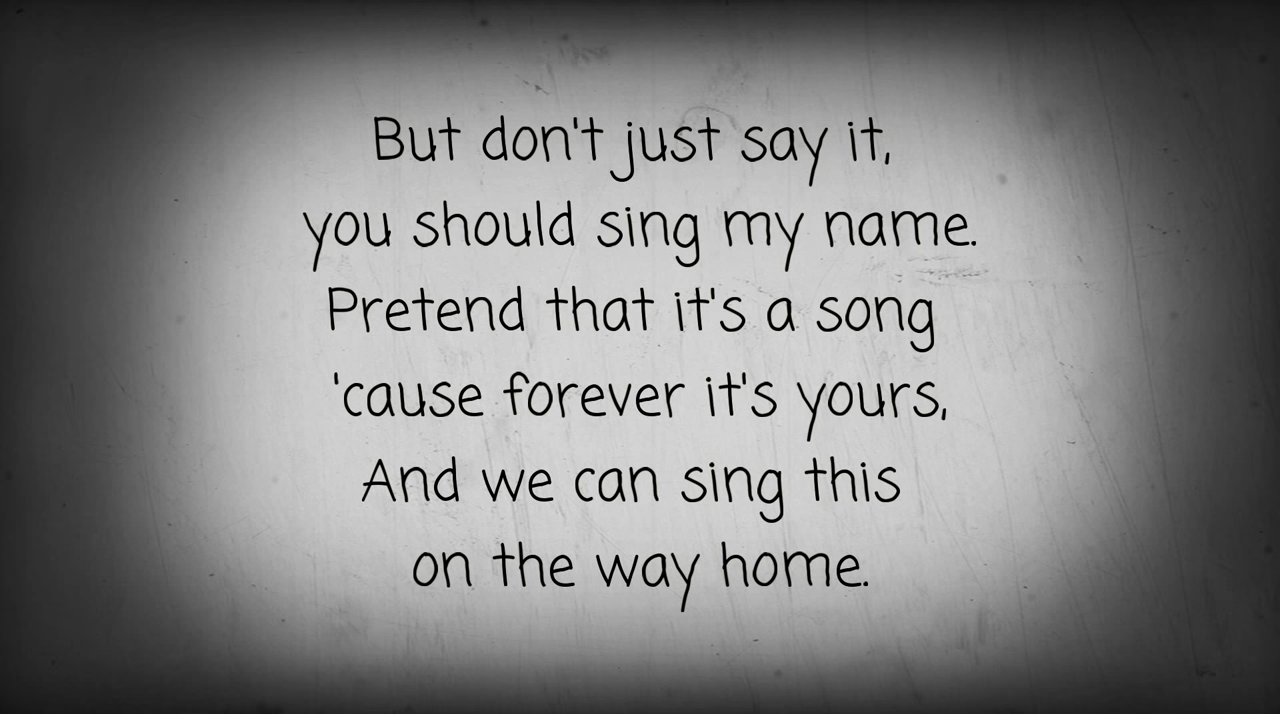 But don't just say it,
you should sing my name.
Pretend that it's a song
'cause forever it's yours,
And we can sing this
on the way home.